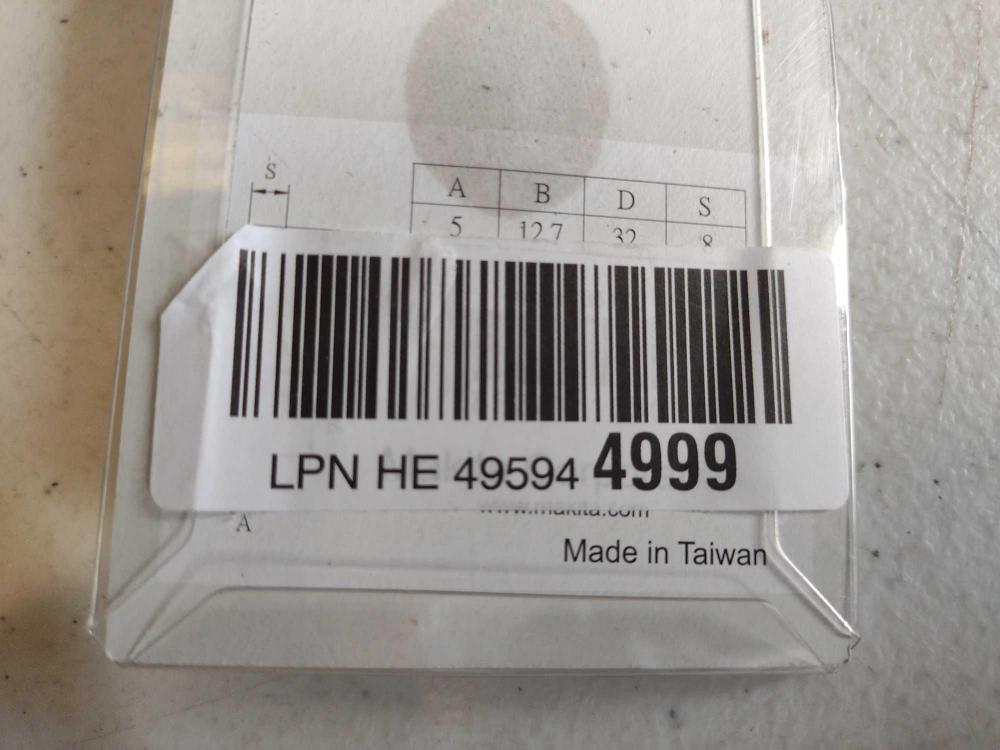 S
A B D S
5 12.7 32 8
LPN HE 49594 4999
www.makita.com
A
Made in Taiwan